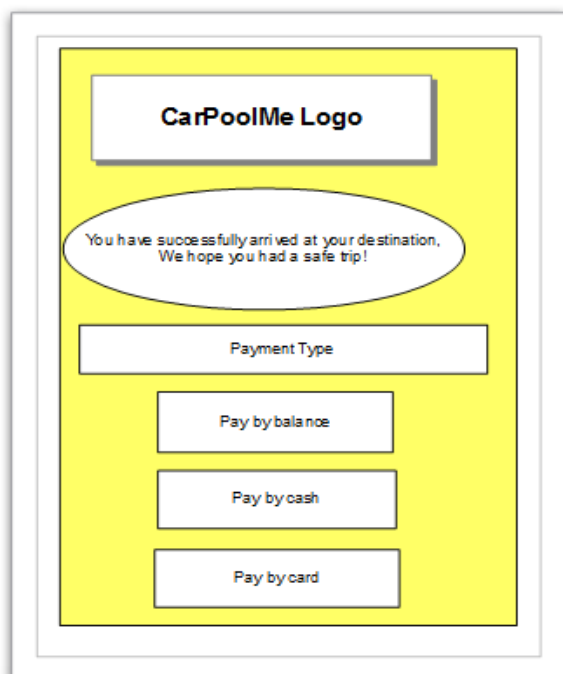 CarPoolMe Logo
You have successfully arrived at your destination,
We hope you had a safe trip!
Payment Type
Pay by balance
Pay by cash
Pay by card